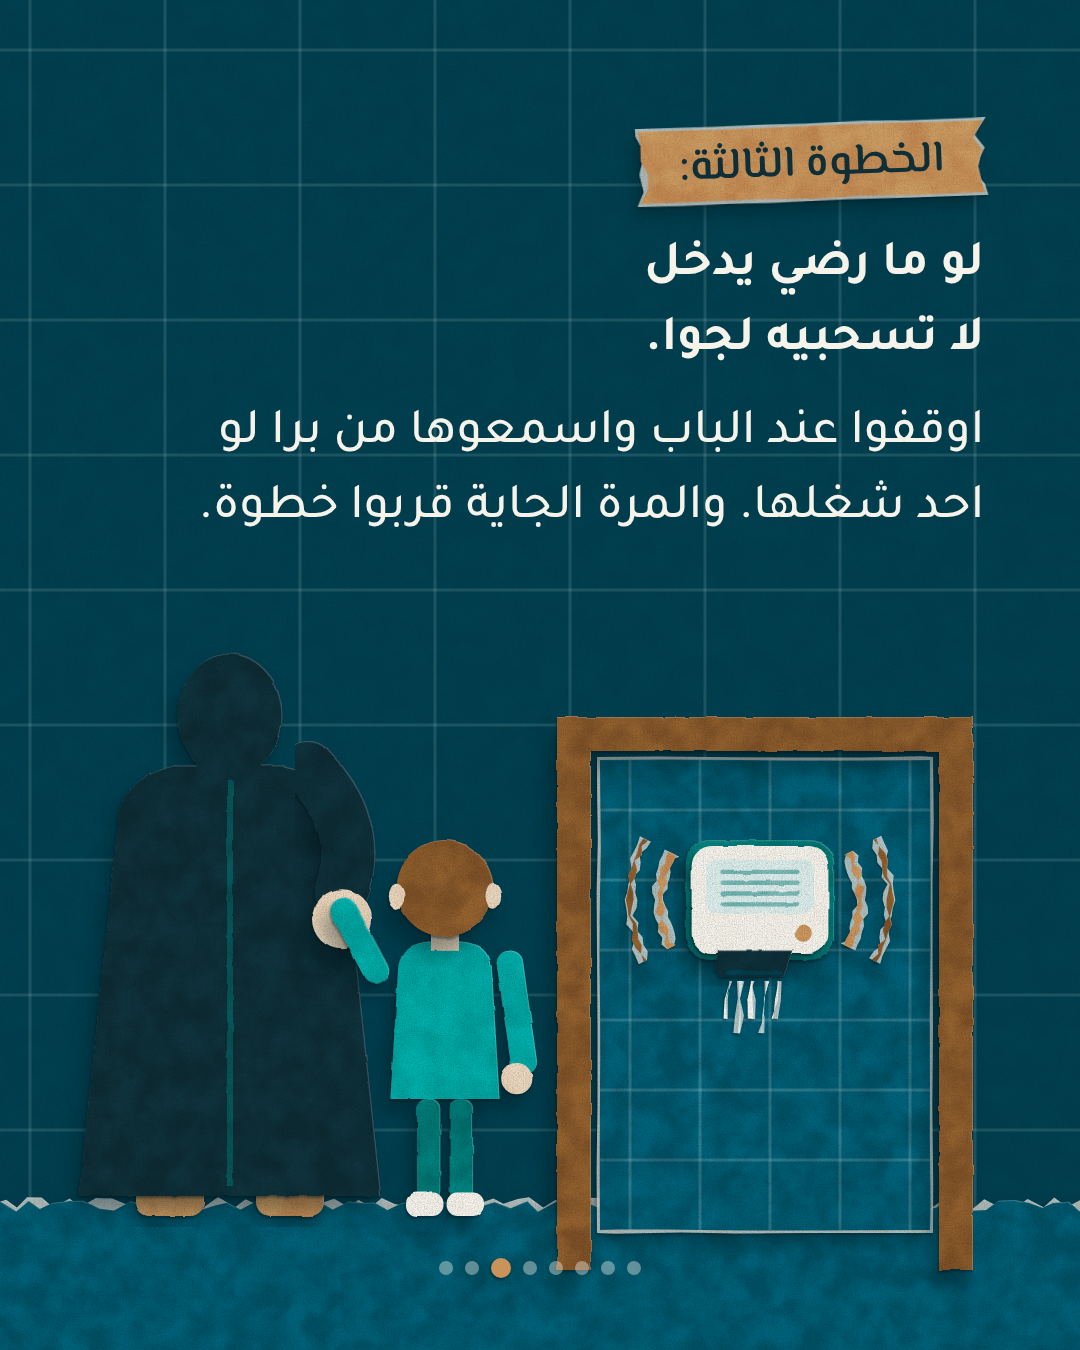 الخطوة الثالثة:
لو ما رضي يدخل
لا تسحبيه لجوا.
اوقفوا عند الباب واسمعوها من برا لو
احد شغلها. والمرة الجاية قربوا خطوة.